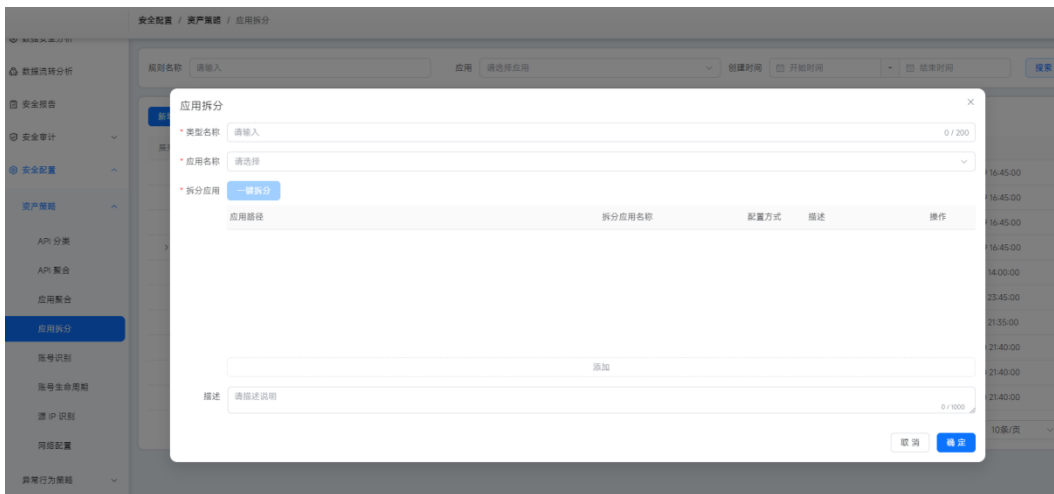 安全配置 / 资产策略 / 应用拆分
数据安全分析
数据流转分析
安全报告
安全审计
安全配置
资产策略
API 分类
API 聚合
应用聚合
应用拆分
账号识别
账号生命周期
源 IP 识别
网络配置
异常行为策略
规则名称 请输入 应用 请选择应用 创建时间 开始时间 - 结束时间 搜索
应用拆分
* 类型名称 请输入 0 / 200
* 应用名称 请选择
* 拆分应用 一键拆分
应用路径 拆分应用名称 配置方式 描述 操作
添加
描述 请描述说明
0 / 1000
取消 确定
16:45:00
16:45:00
16:45:00
16:45:00
14:00:00
23:45:00
21:35:00
21:40:00
21:40:00
21:40:00
10条/页